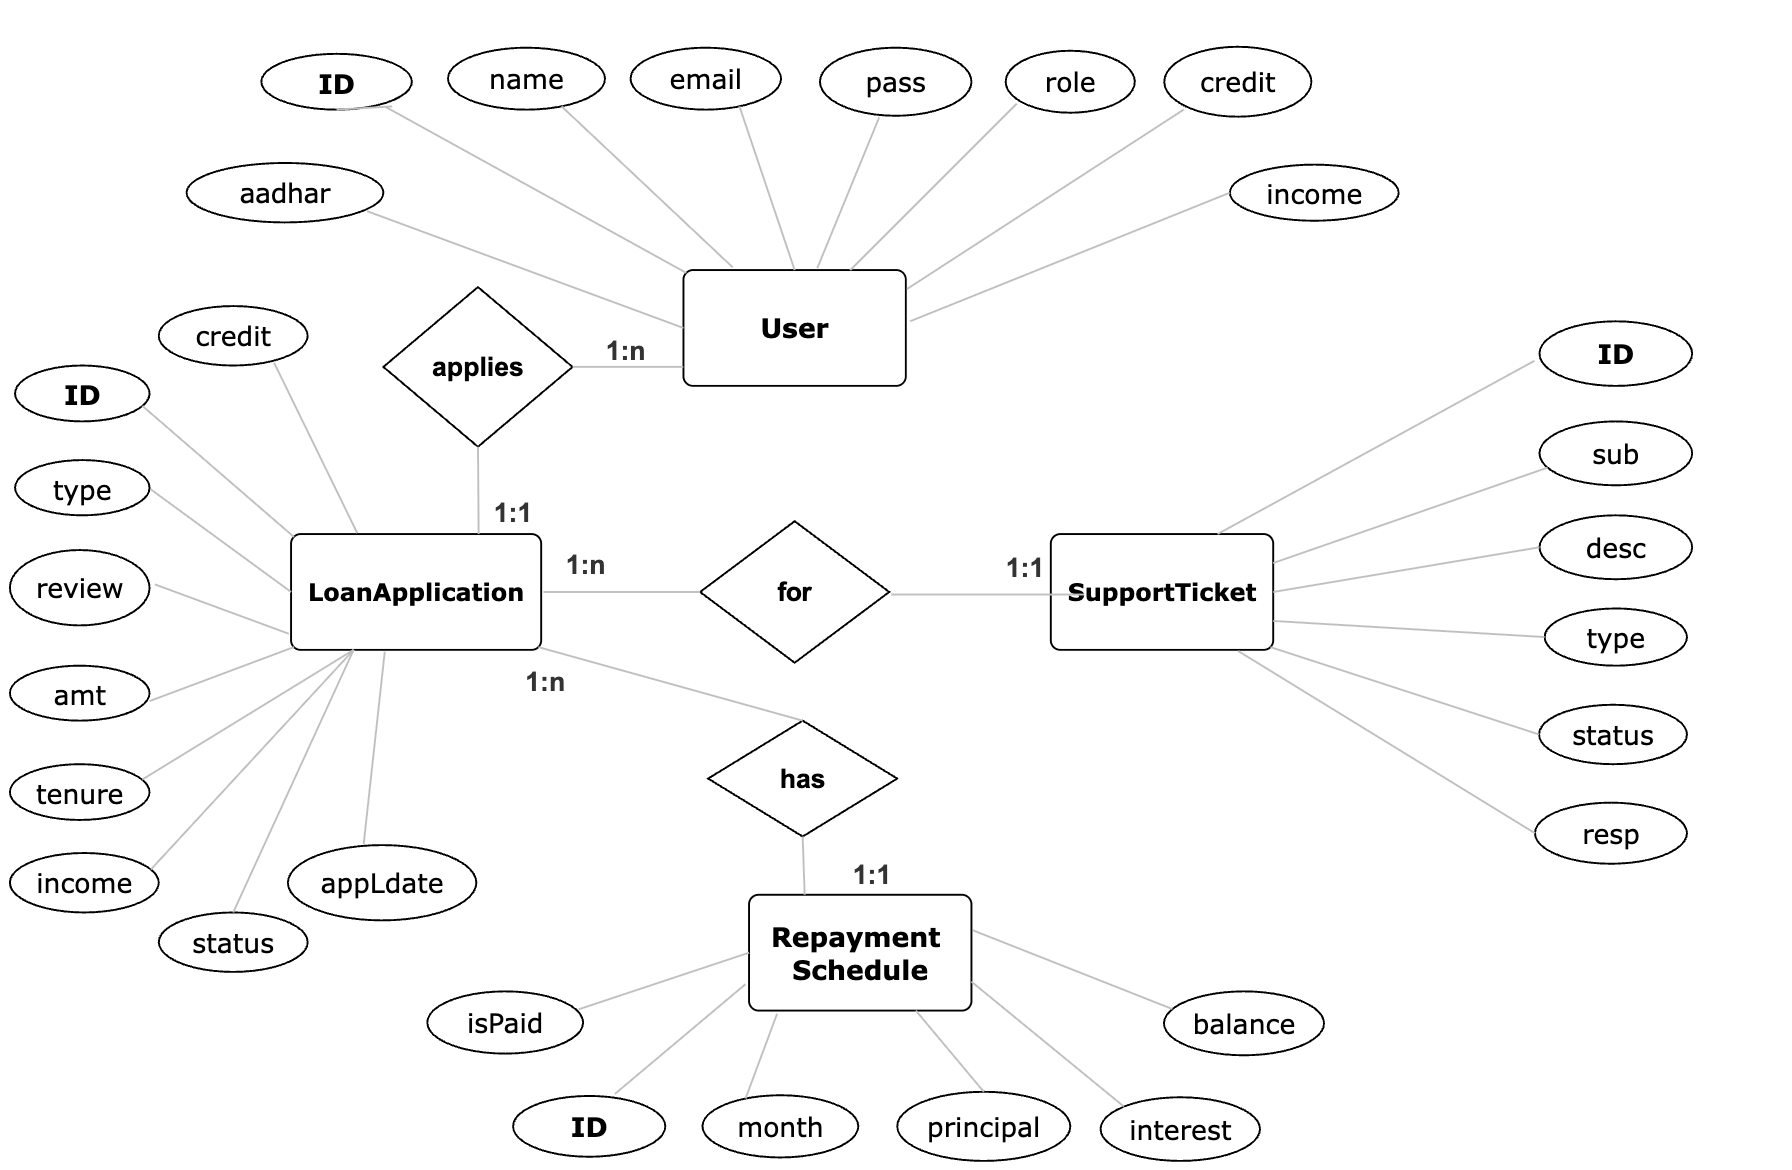 ID
name
email
pass
role
credit
aadhar
income
User
applies
1:n
credit
ID
type
review
amt
tenure
income
status
appLdate
1:1
LoanApplication
1:n
for
1:1
SupportTicket
ID
sub
desc
type
status
resp
1:n
has
1:1
Repayment
Schedule
isPaid
ID
month
principal
interest
balance